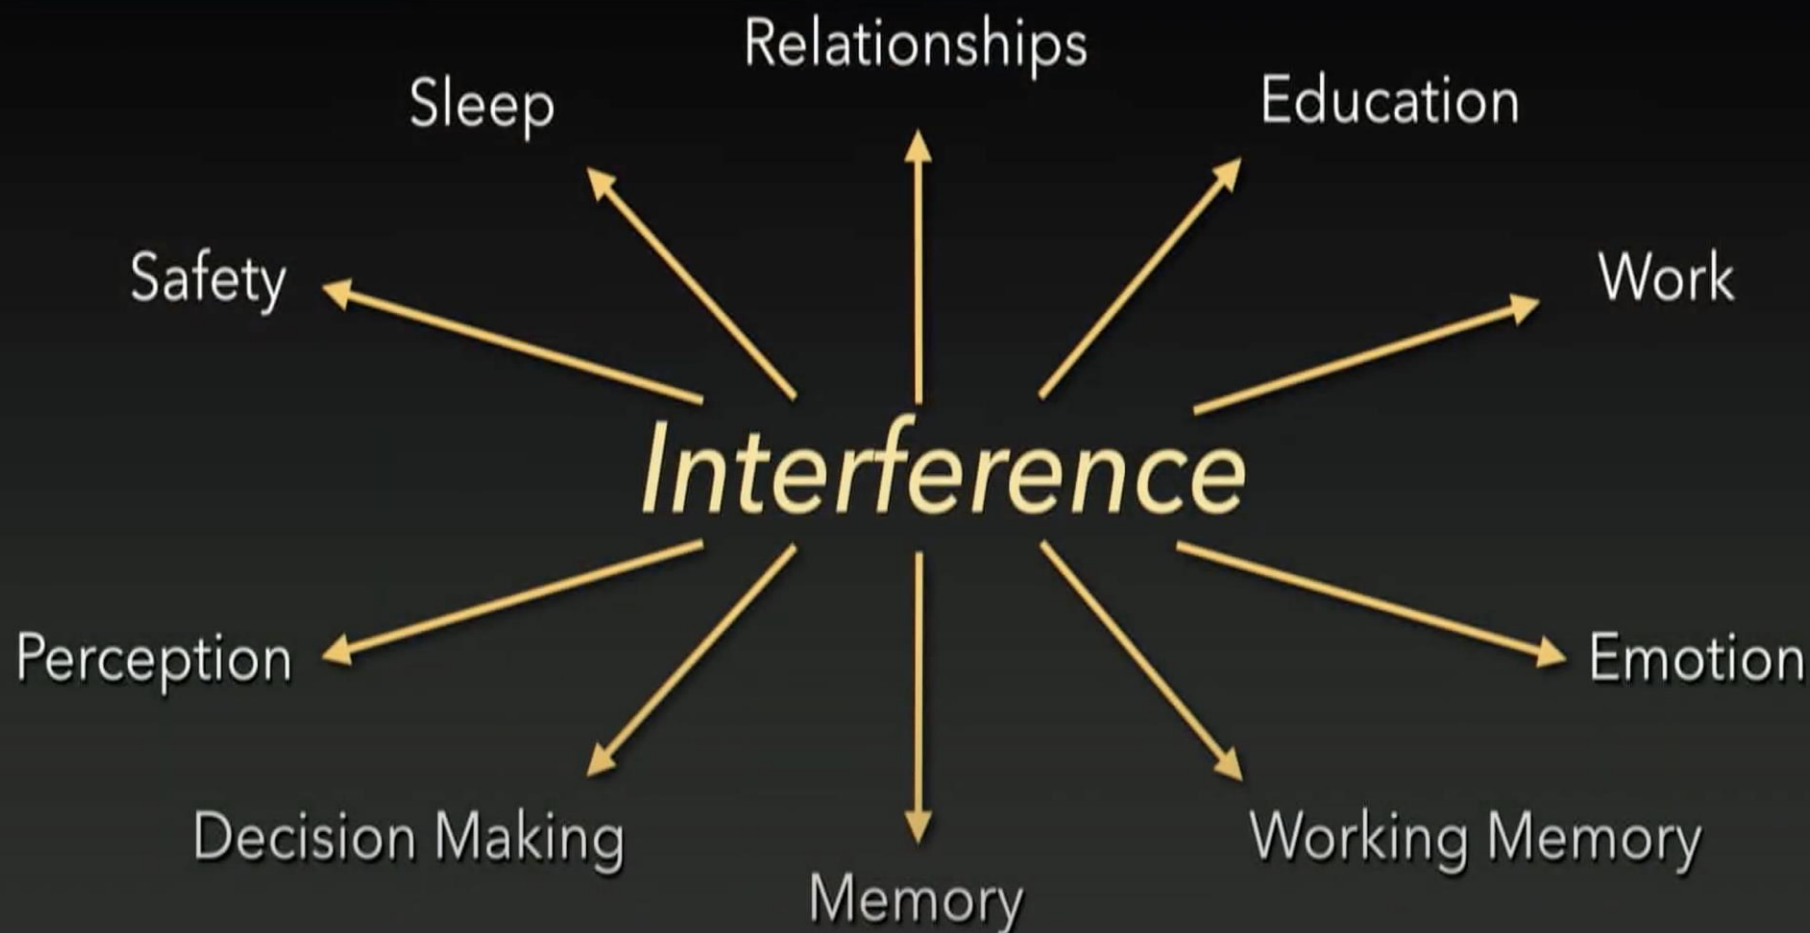 Relationships
Sleep
Education
Safety
Work
Interference
Perception
Emotion
Decision Making
Working Memory
Memory